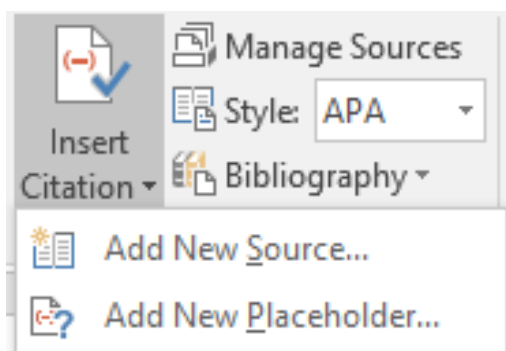 Insert
Citation
Manage Sources
Style: APA
Bibliography
Add New Source...
Add New Placeholder...